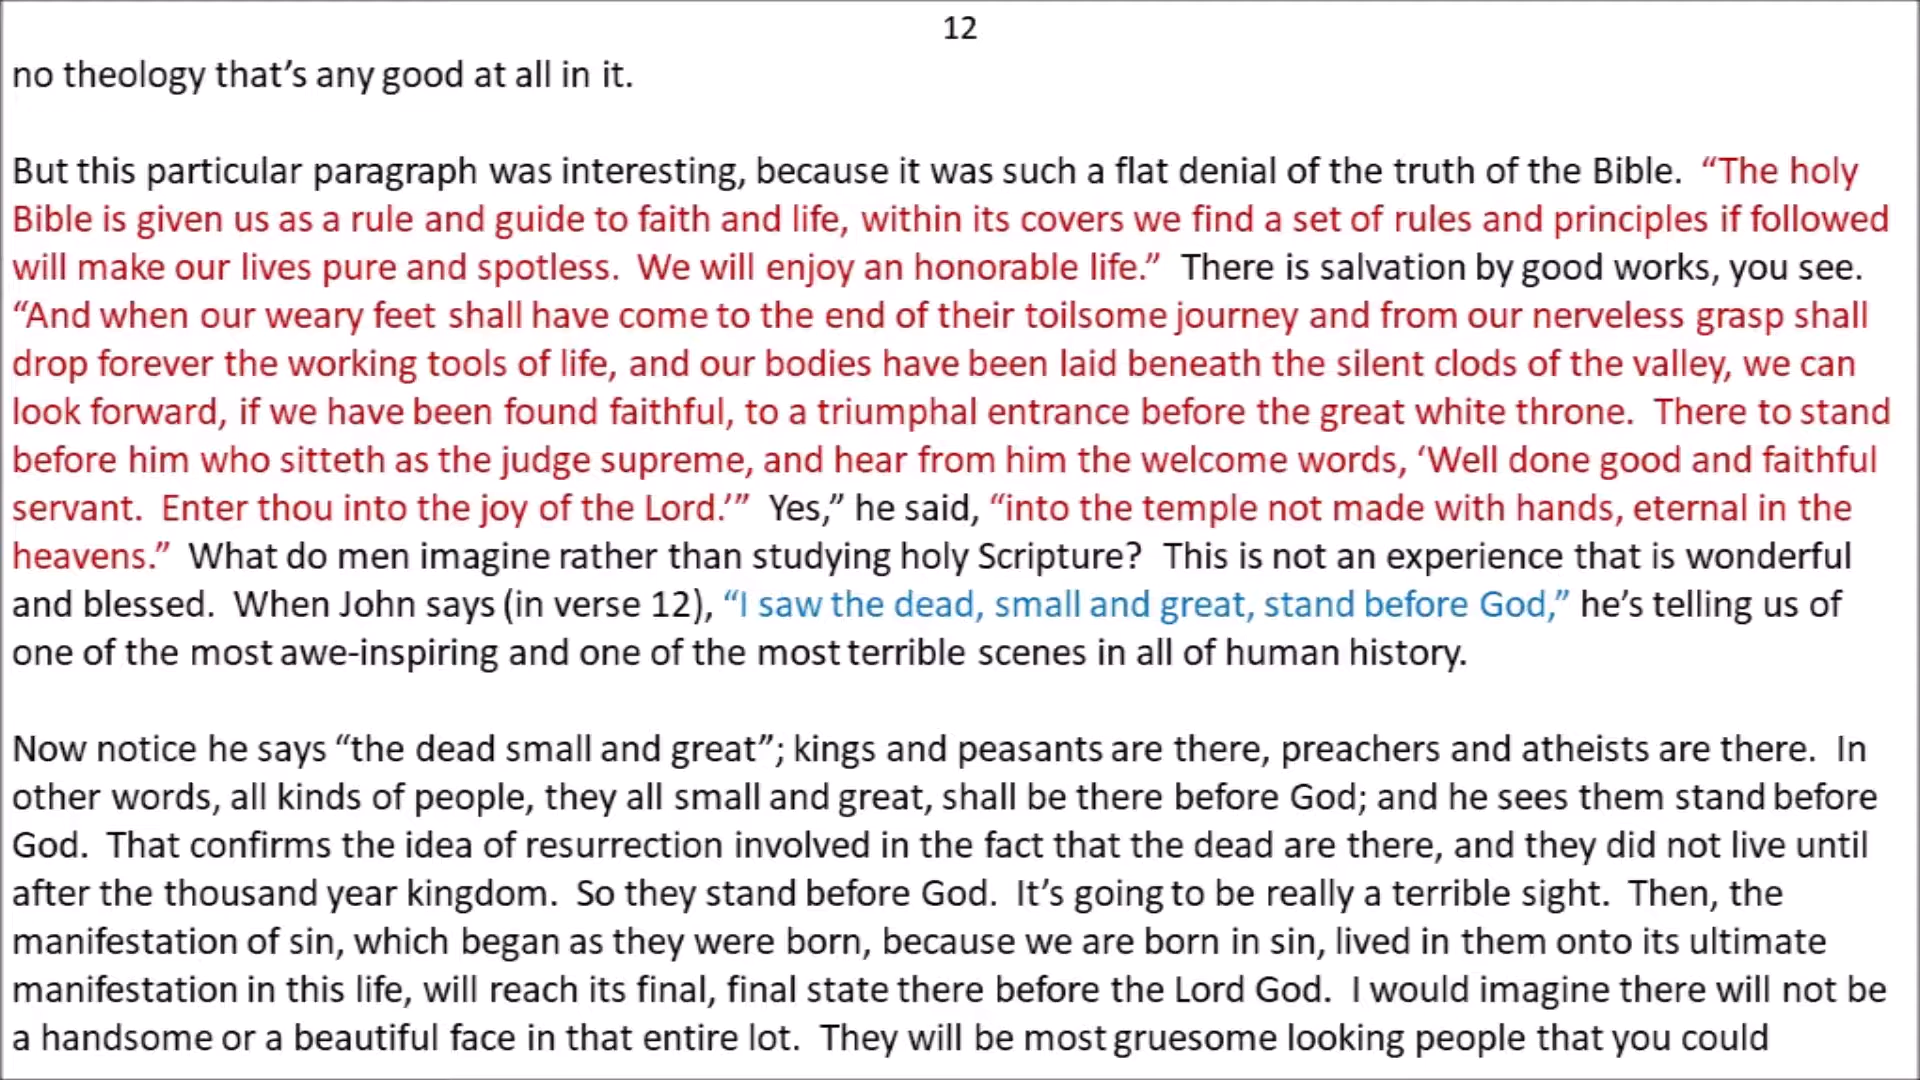 12
no theology that’s any good at all in it.
But this particular paragraph was interesting, because it was such a flat denial of the truth of the Bible.  “The holy
Bible is given us as a rule and guide to faith and life, within its covers we find a set of rules and principles if followed
will make our lives pure and spotless.  We will enjoy an honorable life.”  There is salvation by good works, you see.
“And when our weary feet shall have come to the end of their toilsome journey and from our nerveless grasp shall
drop forever the working tools of life, and our bodies have been laid beneath the silent clods of the valley, we can
look forward, if we have been found faithful, to a triumphal entrance before the great white throne.  There to stand
before him who sitteth as the judge supreme, and hear from him the welcome words, ‘Well done good and faithful
servant.  Enter thou into the joy of the Lord.’”  Yes,” he said, “into the temple not made with hands, eternal in the
heavens.”  What do men imagine rather than studying holy Scripture?  This is not an experience that is wonderful
and blessed.  When John says (in verse 12), “I saw the dead, small and great, stand before God,” he’s telling us of
one of the most awe-inspiring and one of the most terrible scenes in all of human history.
Now notice he says “the dead small and great”; kings and peasants are there, preachers and atheists are there.  In
other words, all kinds of people, they all small and great, shall be there before God; and he sees them stand before
God.  That confirms the idea of resurrection involved in the fact that the dead are there, and they did not live until
after the thousand year kingdom.  So they stand before God.  It’s going to be really a terrible sight.  Then, the
manifestation of sin, which began as they were born, because we are born in sin, lived in them onto its ultimate
manifestation in this life, will reach its final, final state there before the Lord God.  I would imagine there will not be
a handsome or a beautiful face in that entire lot.  They will be most gruesome looking people that you could